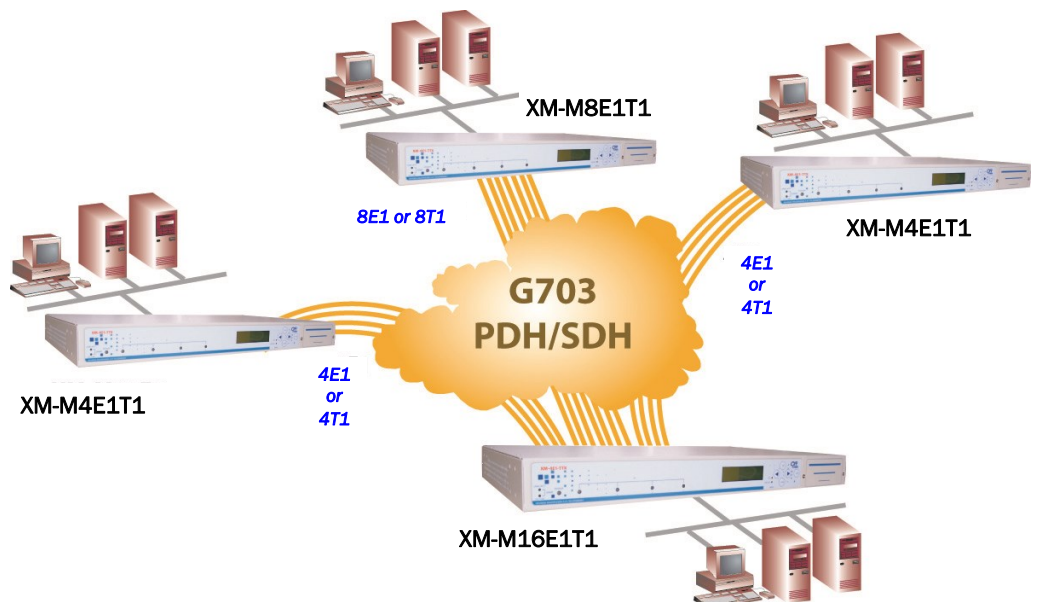 XM-M8E1T1
8E1 or 8T1
XM-M4E1T1
4E1
or
4T1
G703
PDH/SDH
4E1
or
4T1
XM-M4E1T1
XM-M16E1T1